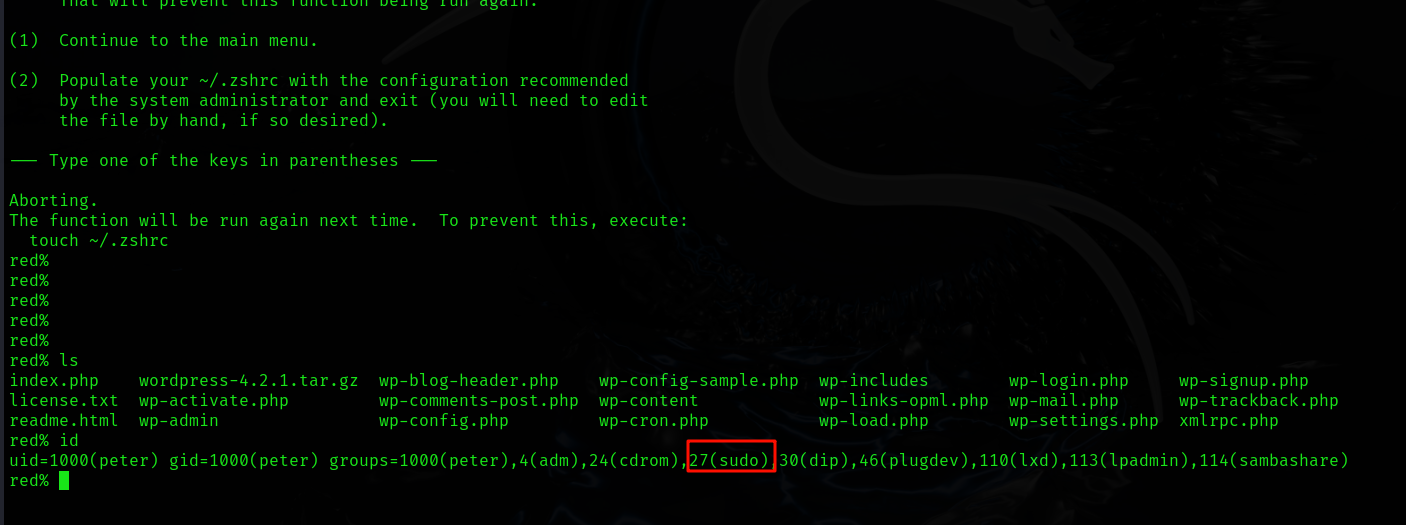 That will prevent this function being run again.
(1)  Continue to the main menu.
(2)  Populate your ~/.zshrc with the configuration recommended
     by the system administrator and exit (you will need to edit
     the file by hand, if so desired).
--- Type one of the keys in parentheses ---
Aborting.
The function will be run again next time.  To prevent this, execute:
  touch ~/.zshrc
red%
red%
red%
red%
red%
red% ls
index.php    wordpress-4.2.1.tar.gz  wp-blog-header.php    wp-config-sample.php  wp-includes        wp-login.php     wp-signup.php
license.txt  wp-activate.php         wp-comments-post.php  wp-content            wp-links-opml.php  wp-mail.php      wp-trackback.php
readme.html  wp-admin                wp-config.php         wp-cron.php           wp-load.php        wp-settings.php  xmlrpc.php
red% id
uid=1000(peter) gid=1000(peter) groups=1000(peter),4(adm),24(cdrom),27(sudo),30(dip),46(plugdev),110(lxd),113(lpadmin),114(sambashare)
red%